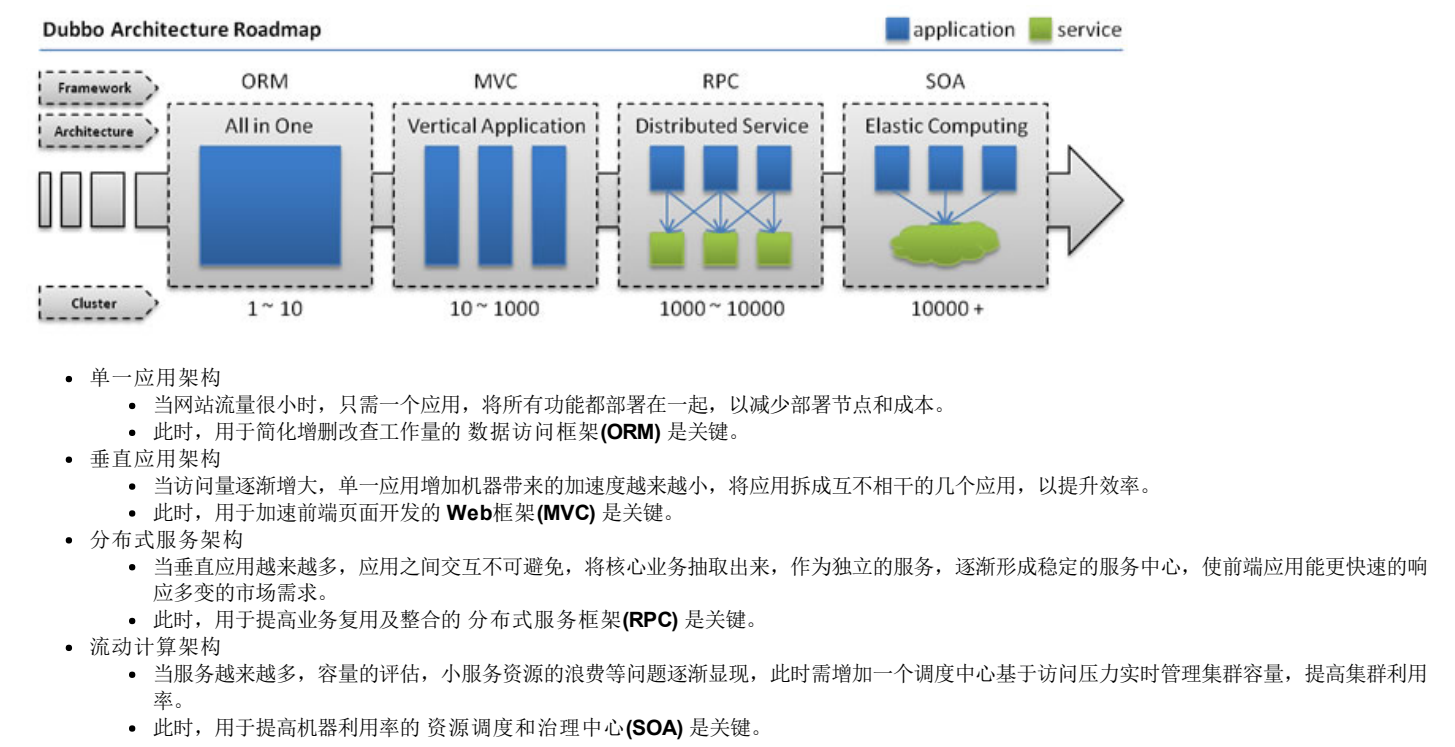 Dubbo Architecture Roadmap
application service
Framework
ORM MVC RPC SOA
Architecture
All in One Vertical Application Distributed Service Elastic Computing
Cluster
1 ~ 10 10 ~ 1000 1000 ~ 10000 10000 +
• 单一应用架构
• 当网站流量很小时，只需一个应用，将所有功能都部署在一起，以减少部署节点和成本。
• 此时，用于简化增删改查工作量的 数据访问框架(ORM) 是关键。
• 垂直应用架构
• 当访问量逐渐增大，单一应用增加机器带来的加速度越来越小，将应用拆成互不相干的几个应用，以提升效率。
• 此时，用于加速前端页面开发的 Web框架(MVC) 是关键。
• 分布式服务架构
• 当垂直应用越来越多，应用之间交互不可避免，将核心业务抽取出来，作为独立的服务，逐渐形成稳定的服务中心，使前端应用能更快速的响
应多变的市场需求。
• 此时，用于提高业务复用及整合的 分布式服务框架(RPC) 是关键。
• 流动计算架构
• 当服务越来越多，容量的评估，小服务资源的浪费等问题逐渐显现，此时需增加一个调度中心基于访问压力实时管理集群容量，提高集群利用
率。
• 此时，用于提高机器利用率的 资源调度和治理中心(SOA) 是关键。